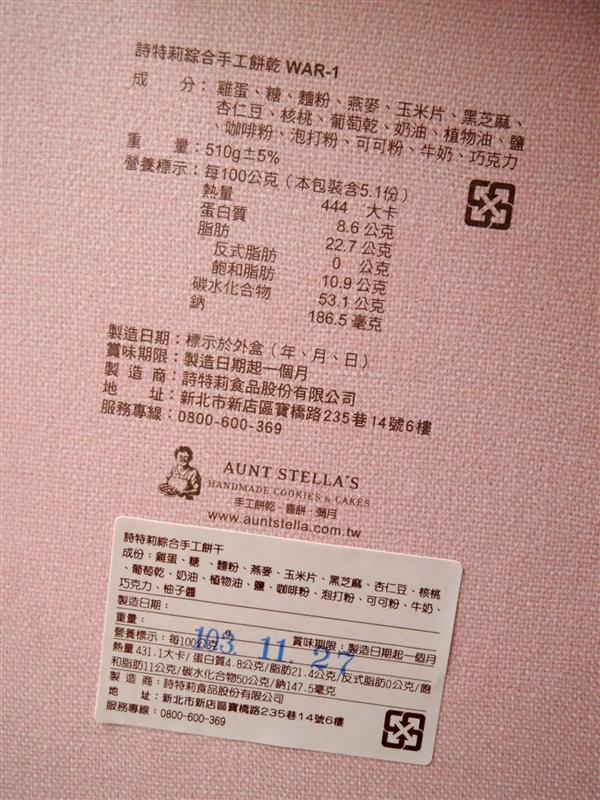 詩特莉綜合手工餅乾 WAR-1
成　　分：雞蛋、糖、麵粉、燕麥、玉米片、黑芝麻、
杏仁豆、核桃、葡萄乾、奶油、植物油、鹽
、咖啡粉、泡打粉、可可粉、牛奶、巧克力
重　　量：510g±5%
營養標示：每100公克（本包裝含5.1份）
熱量　444　大卡
蛋白質　8.6 公克
脂肪　22.7 公克
反式脂肪　0　公克
飽和脂肪　10.9 公克
碳水化合物　53.1 公克
鈉　186.5 毫克
製造日期：標示於外盒（年、月、日）
賞味期限：製造日期起一個月
製 造 商：詩特莉食品股份有限公司
地　　址：新北市新店區寶橋路235巷14號6樓
服務專線：0800-600-369
AUNT STELLA'S
HANDMADE COOKIES & CAKES
手工餅乾．喜餅．彌月
www.auntstella.com.tw
詩特莉綜合手工餅干
成份：雞蛋、糖 、麵粉、燕麥、玉米片、黑芝麻、杏仁豆、核桃
、葡萄乾、奶油、植物油、鹽、咖啡粉、泡打粉、可可粉、牛奶、
巧克力、柚子醬
製造日期：
重量：
103. 11. 27
賞味期限：製造日期起一個月
營養標示：每100公克
熱量431.1大卡/蛋白質4.8公克/脂肪21.4公克/反式脂肪0公克/飽
和脂肪11公克/碳水化合物50公克/鈉147.5毫克
製 造 商：詩特莉食品股份有限公司
地　　址：新北市新店區寶橋路235巷14號6樓
服務專線：0800-600-369